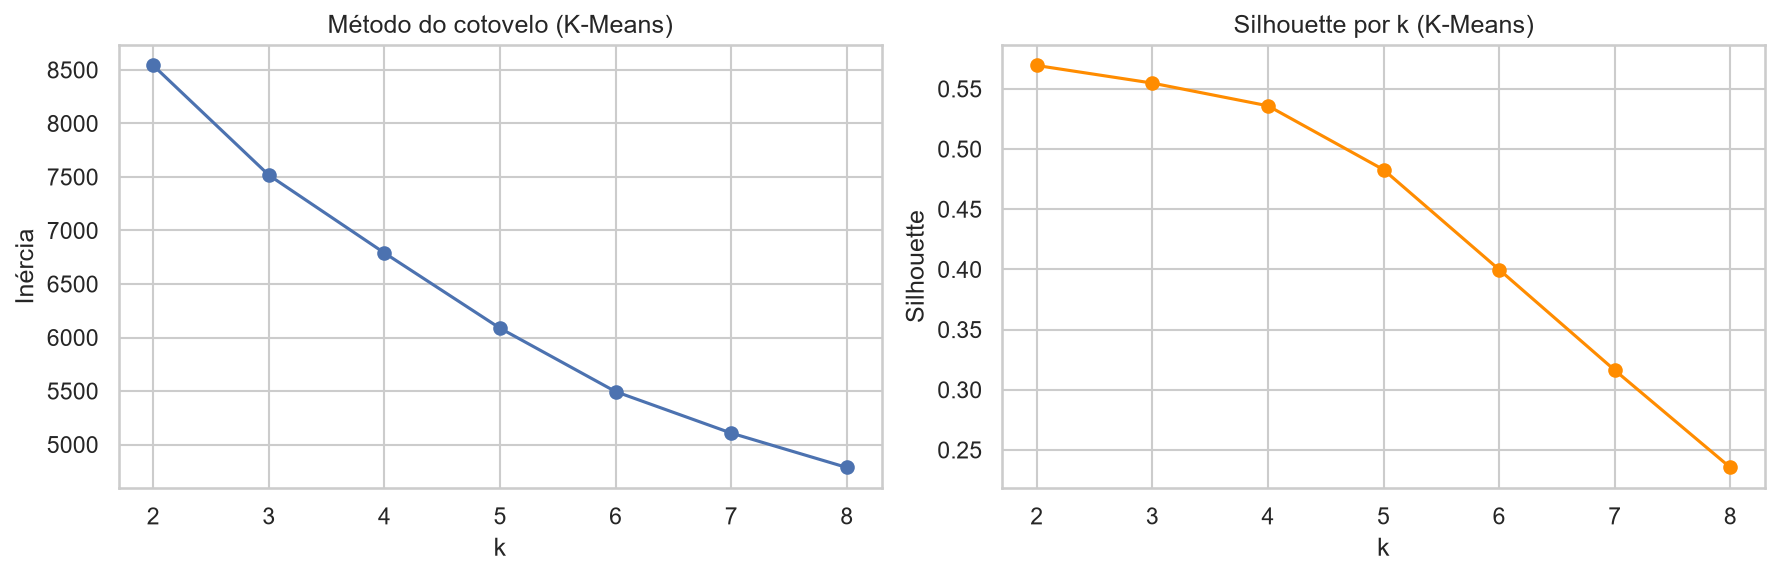 Método do cotovelo (K-Means)
8500
8000
7500
7000
6500
6000
5500
5000
Inércia
2 3 4 5 6 7 8
k
Silhouette por k (K-Means)
0.55
0.50
0.45
0.40
0.35
0.30
0.25
Silhouette
2 3 4 5 6 7 8
k